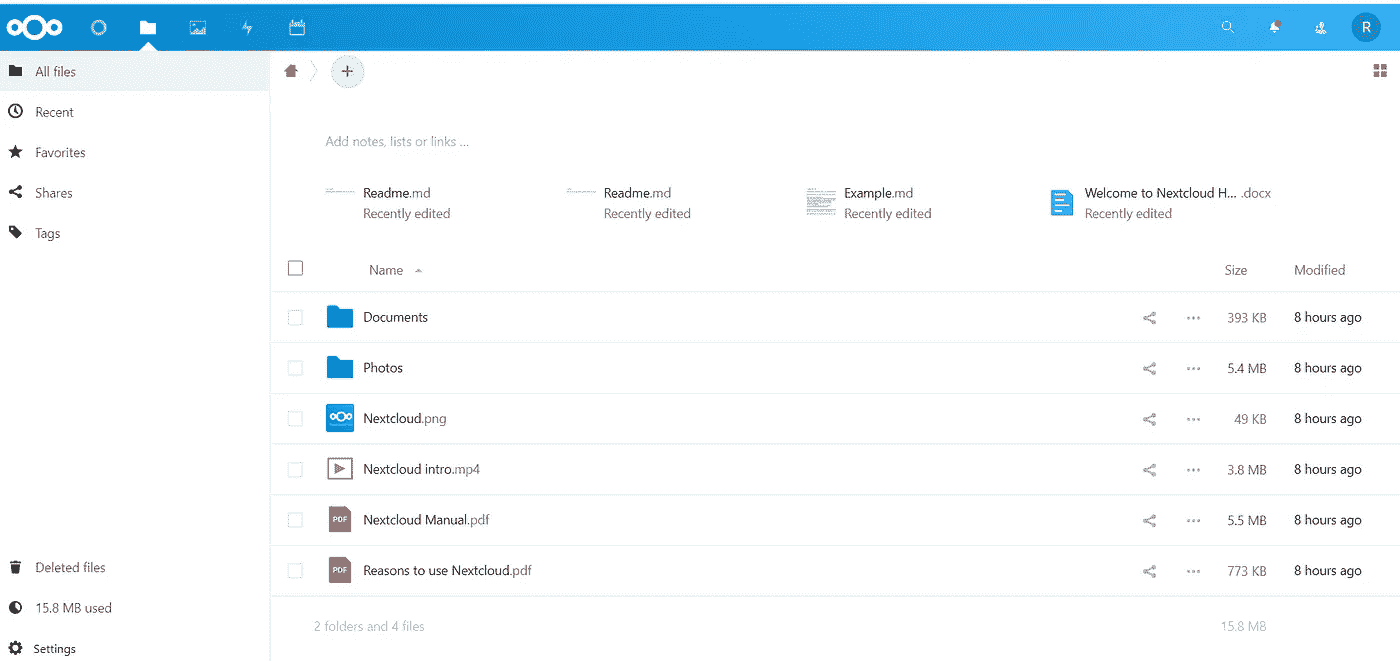 R
All files
Recent
Favorites
Shares
Tags
Deleted files
15.8 MB used
Settings
+
Add notes, lists or links ...
Readme.md
Recently edited
Readme.md
Recently edited
Example.md
Recently edited
Welcome to Nextcloud H... .docx
Recently edited
Name Size Modified
Documents 393 KB 8 hours ago
Photos 5.4 MB 8 hours ago
Nextcloud.png 49 KB 8 hours ago
Nextcloud intro.mp4 3.8 MB 8 hours ago
PDF Nextcloud Manual.pdf 5.5 MB 8 hours ago
PDF Reasons to use Nextcloud.pdf 773 KB 8 hours ago
2 folders and 4 files 15.8 MB